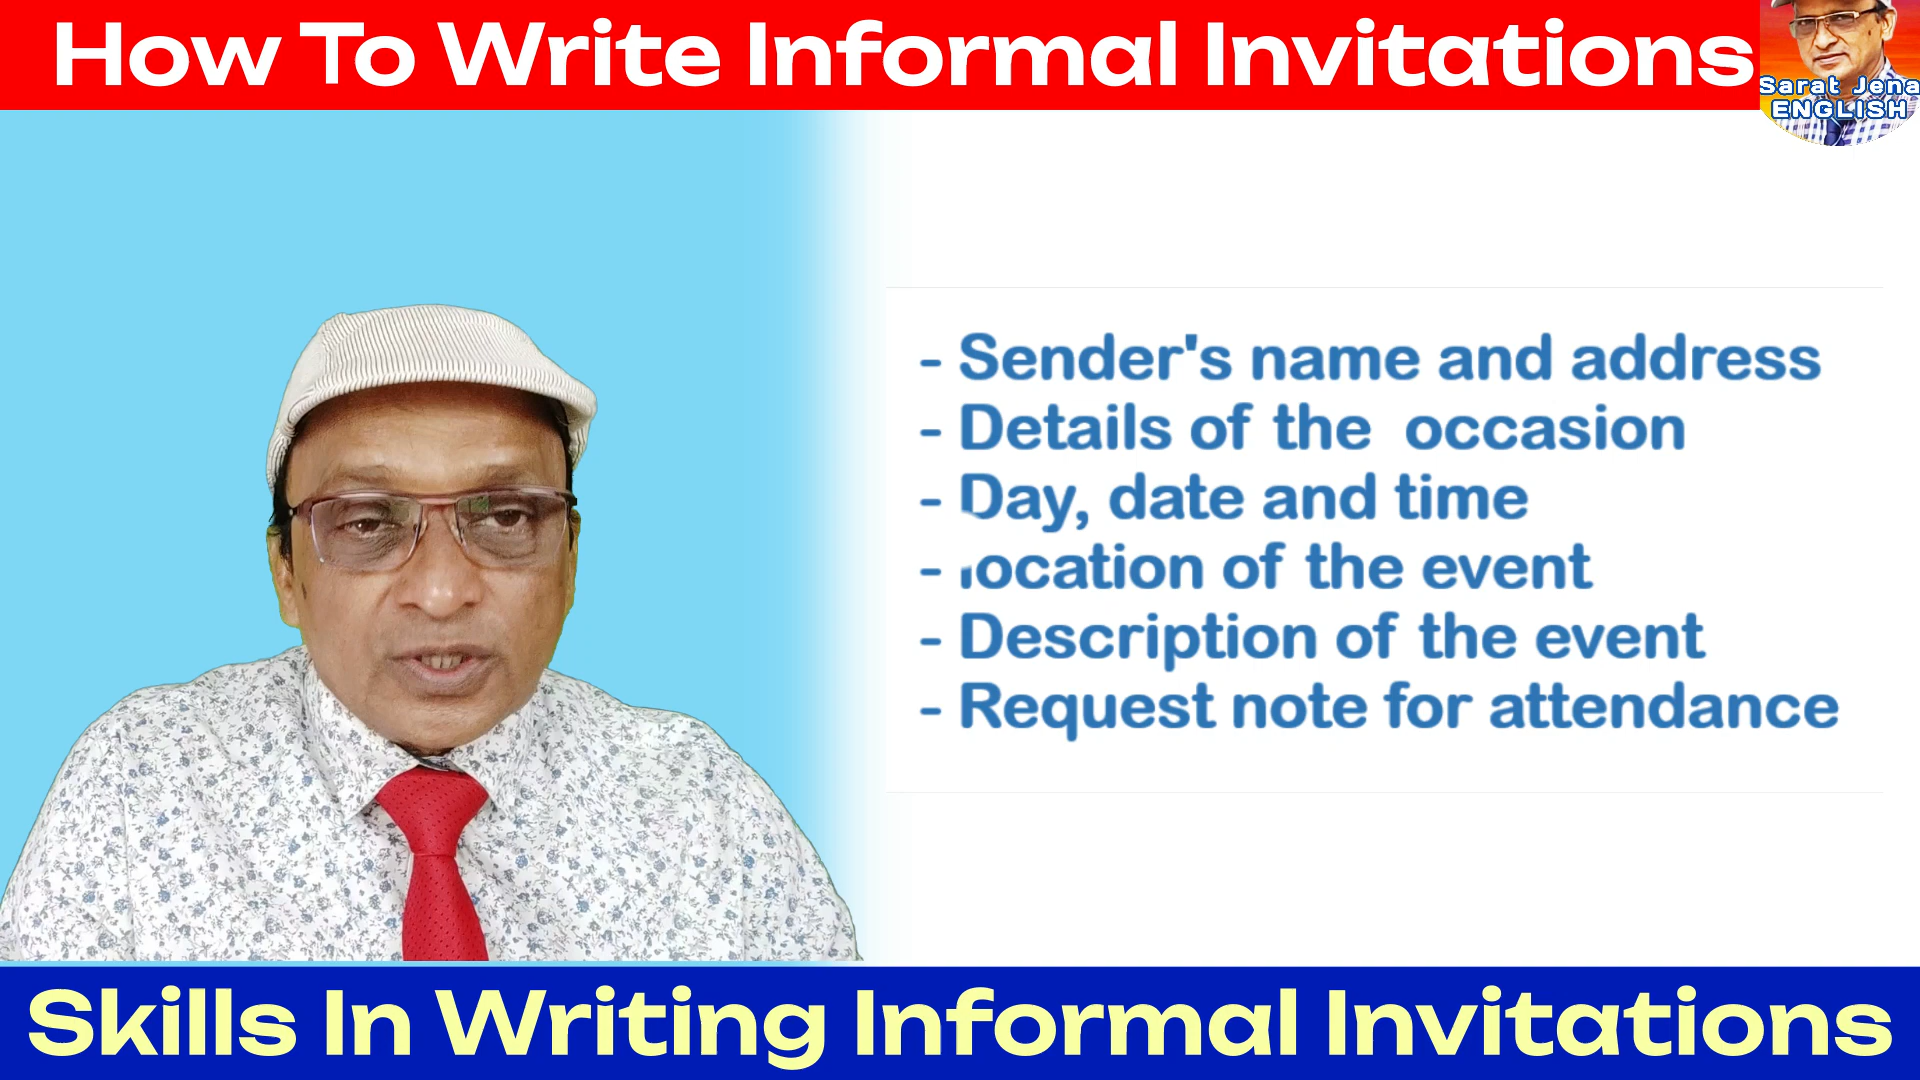 How To Write Informal Invitations
Sarat Jena
ENGLISH
- Sender's name and address
- Details of the occasion
- Day, date and time
- location of the event
- Description of the event
- Request note for attendance
Skills In Writing Informal Invitations